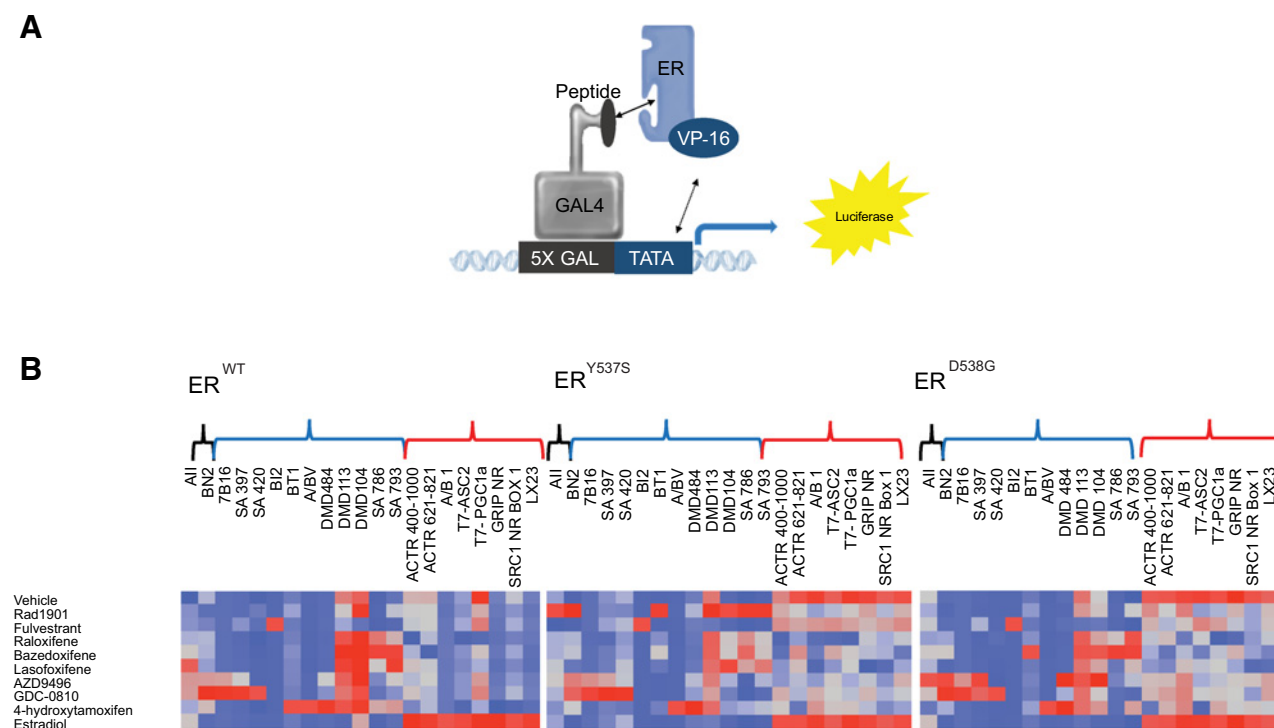 A
Peptide
ER
VP-16
GAL4
5X GAL
TATA
Luciferase
B
ER WT
ER Y537S
ER D538G
AII
BN2
7B16
SA 397
SA 420
BI2
BT1
A/BV
DMD484
DMD113
DMD104
SA 786
SA 793
ACTR 400-1000
ACTR 621-821
A/B 1
T7-ASC2
T7- PGC1a
GRIP NR
SRC1 NR BOX 1
LX23
AII
BN2
7B16
SA 397
SA 420
BI2
BT1
A/BV
DMD484
DMD113
DMD104
SA 786
SA 793
ACTR 400-1000
ACTR 621-821
A/B 1
T7-ASC2
T7- PGC1a
GRIP NR
SRC1 NR Box 1
LX23
AII
BN2
7B16
SA 397
SA 420
BI2
BT1
A/BV
DMD 484
DMD 113
DMD 104
SA 786
SA 793
ACTR 400-1000
ACTR 621-821
A/B 1
T7-ASC2
T7-PGC1a
GRIP NR
SRC1 NR Box 1
LX23
Vehicle
Rad1901
Fulvestrant
Raloxifene
Bazedoxifene
Lasofoxifene
AZD9496
GDC-0810
4-hydroxytamoxifen
Estradiol